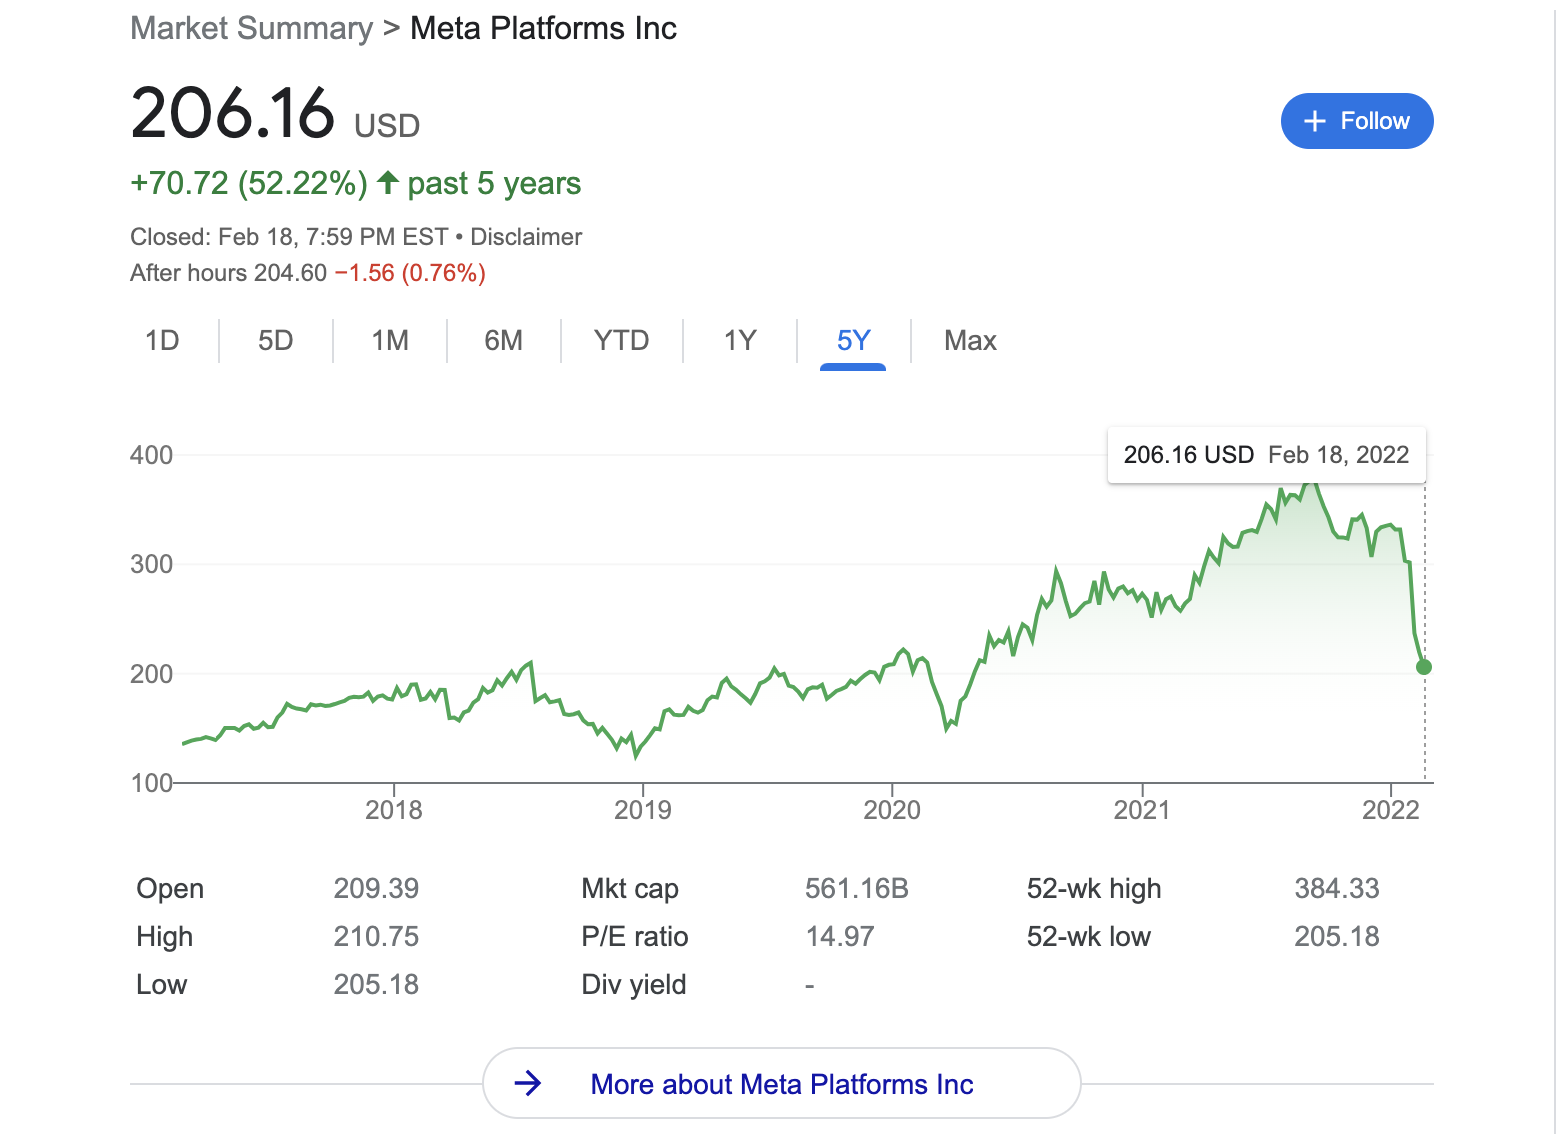 Market Summary > Meta Platforms Inc
206.16 USD
+ Follow
+70.72 (52.22%) ↑ past 5 years
Closed: Feb 18, 7:59 PM EST • Disclaimer
After hours 204.60 −1.56 (0.76%)
1D 5D 1M 6M YTD 1Y 5Y Max
206.16 USD Feb 18, 2022
400
300
200
100
2018 2019 2020 2021 2022
Open 209.39 Mkt cap 561.16B 52-wk high 384.33
High 210.75 P/E ratio 14.97 52-wk low 205.18
Low 205.18 Div yield -
→ More about Meta Platforms Inc